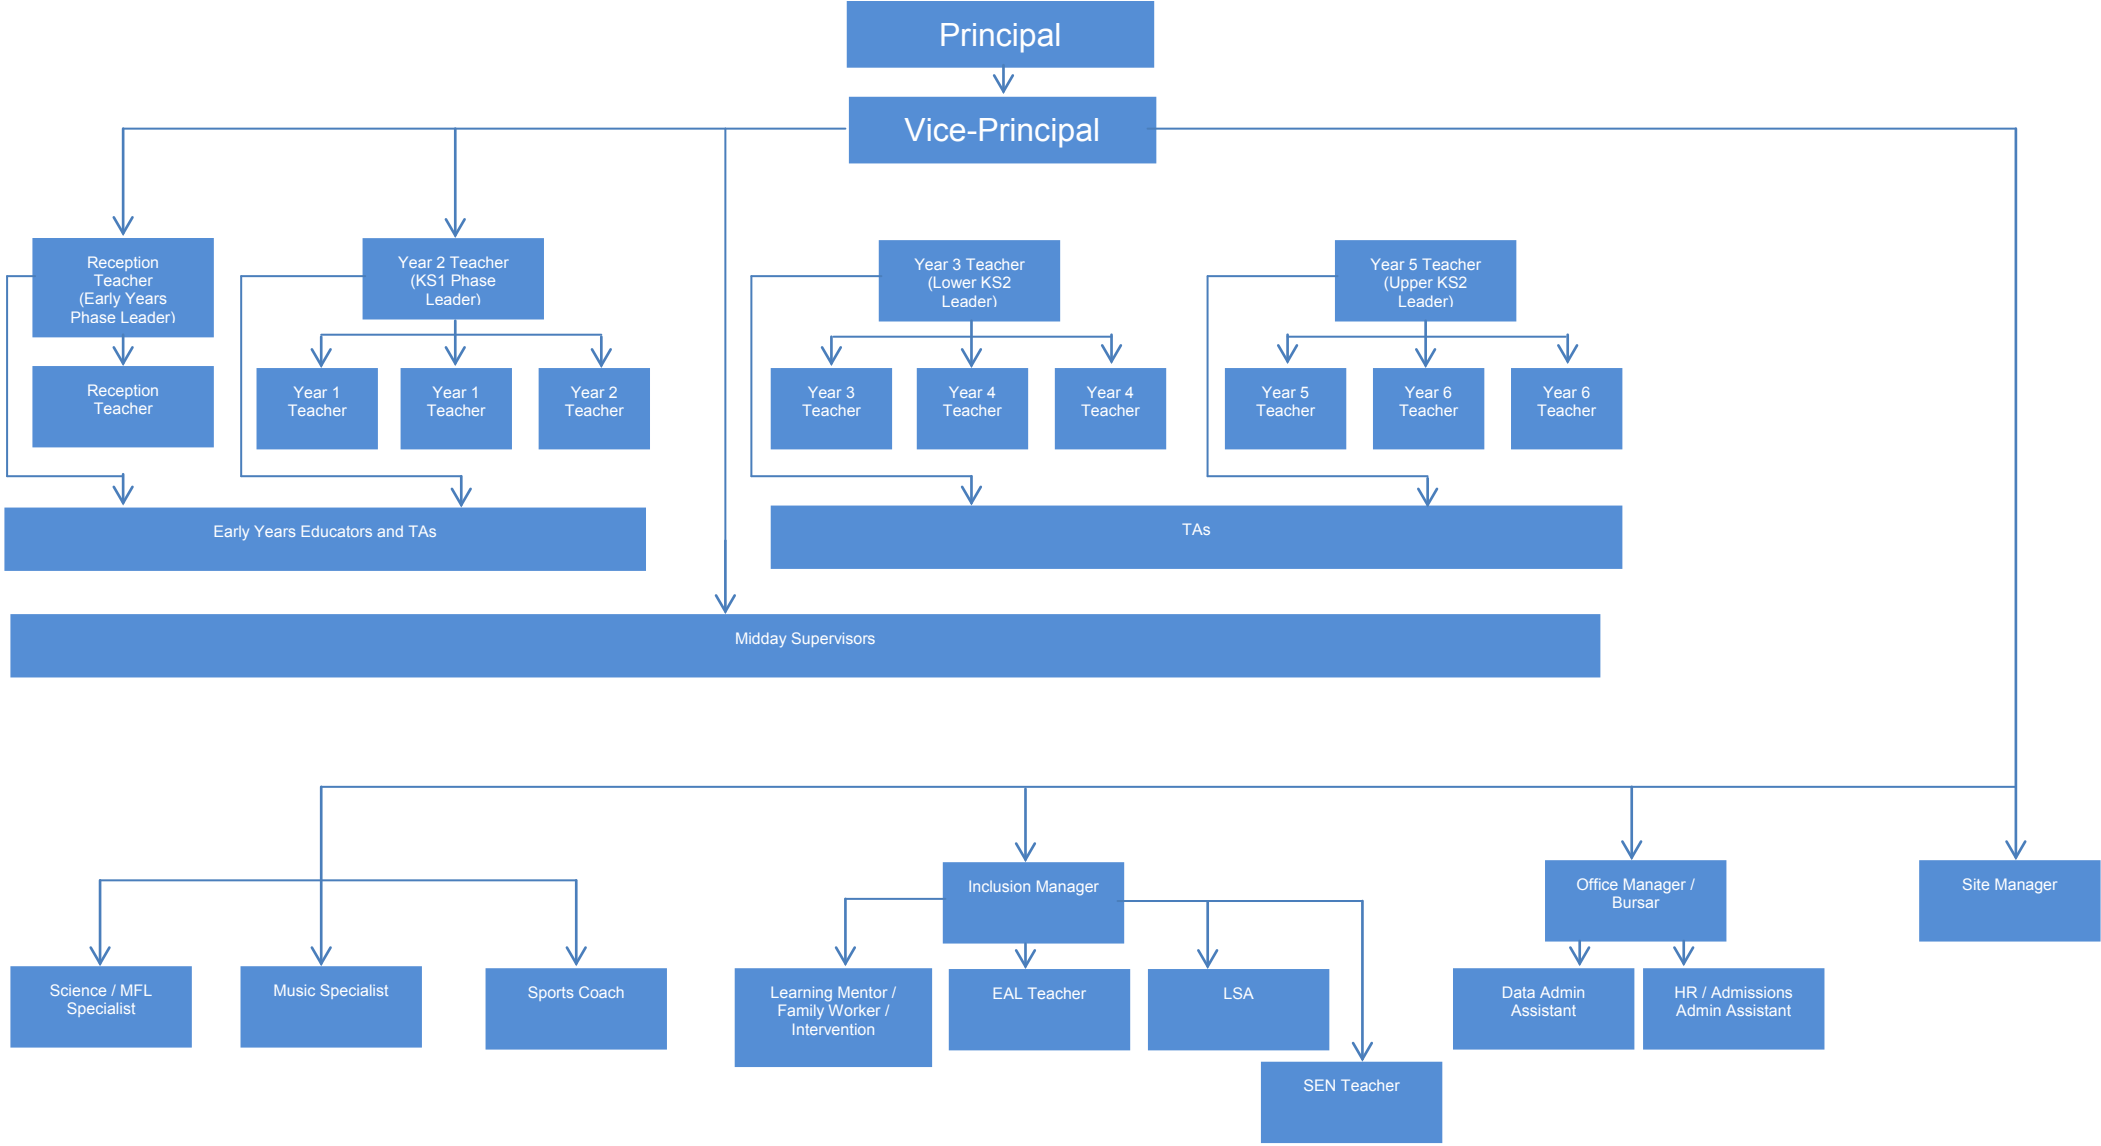 Principal
Vice-Principal
Reception
Teacher
(Early Years
Phase Leader)
Year 2 Teacher
(KS1 Phase
Leader)
Year 3 Teacher
(Lower KS2
Leader)
Year 5 Teacher
(Upper KS2
Leader)
Reception
Teacher
Year 1
Teacher
Year 1
Teacher
Year 2
Teacher
Year 3
Teacher
Year 4
Teacher
Year 4
Teacher
Year 5
Teacher
Year 6
Teacher
Year 6
Teacher
Early Years Educators and TAs
TAs
Midday Supervisors
Inclusion Manager
Office Manager /
Bursar
Site Manager
Science / MFL
Specialist
Music Specialist
Sports Coach
Learning Mentor /
Family Worker /
Intervention
EAL Teacher
LSA
Data Admin
Assistant
HR / Admissions
Admin Assistant
SEN Teacher